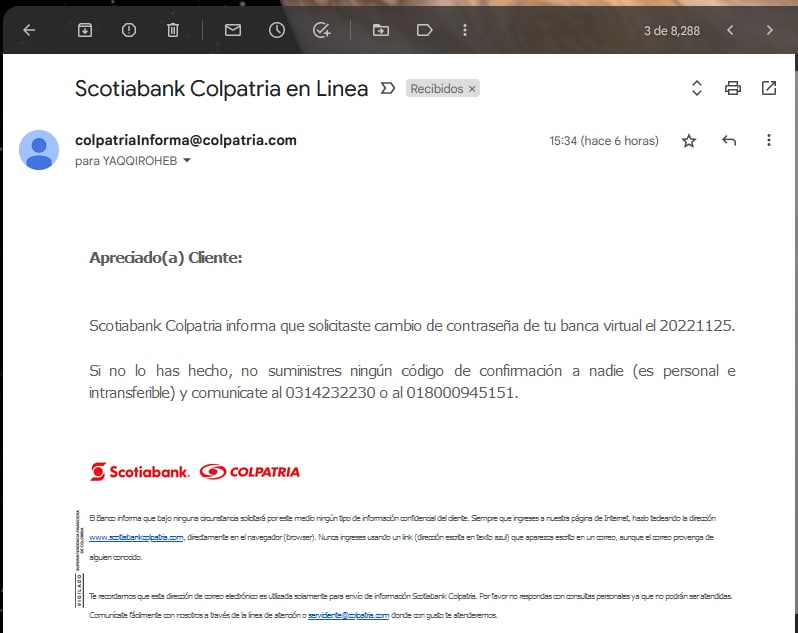 3 de 8,288
Scotiabank Colpatria en Linea Recibidos ×
colpatriaInforma@colpatria.com 15:34 (hace 6 horas)
para YAQQIROHEB
Apreciado(a) Cliente:
Scotiabank Colpatria informa que solicitaste cambio de contraseña de tu banca virtual el 20221125.
Si no lo has hecho, no suministres ningún código de confirmación a nadie (es personal e
intransferible) y comunícate al 0314232230 o al 018000945151.
Scotiabank. COLPATRIA
El Banco informa que bajo ninguna circunstancia solicitará por este medio ningún tipo de información confidencial del cliente. Siempre que ingreses a nuestra página de Internet, hazlo tecleando la dirección
www.scotiabankcolpatria.com, directamente en el navegador (browser). Nunca ingreses usando un link (dirección escrita en texto azul) que aparezca escrito en un correo, aunque el correo provenga de
alguien conocido.
Te recordamos que esta dirección de correo electrónico es utilizada solamente para envío de información Scotiabank Colpatria. Por favor no respondas con consultas personales ya que no podrán ser atendidas.
Comunícate fácilmente con nosotros a través de la línea de atención o servicliente@colpatria.com donde con gusto te atenderemos.
VIGILADO SUPERINTENDENCIA FINANCIERA
DE COLOMBIA